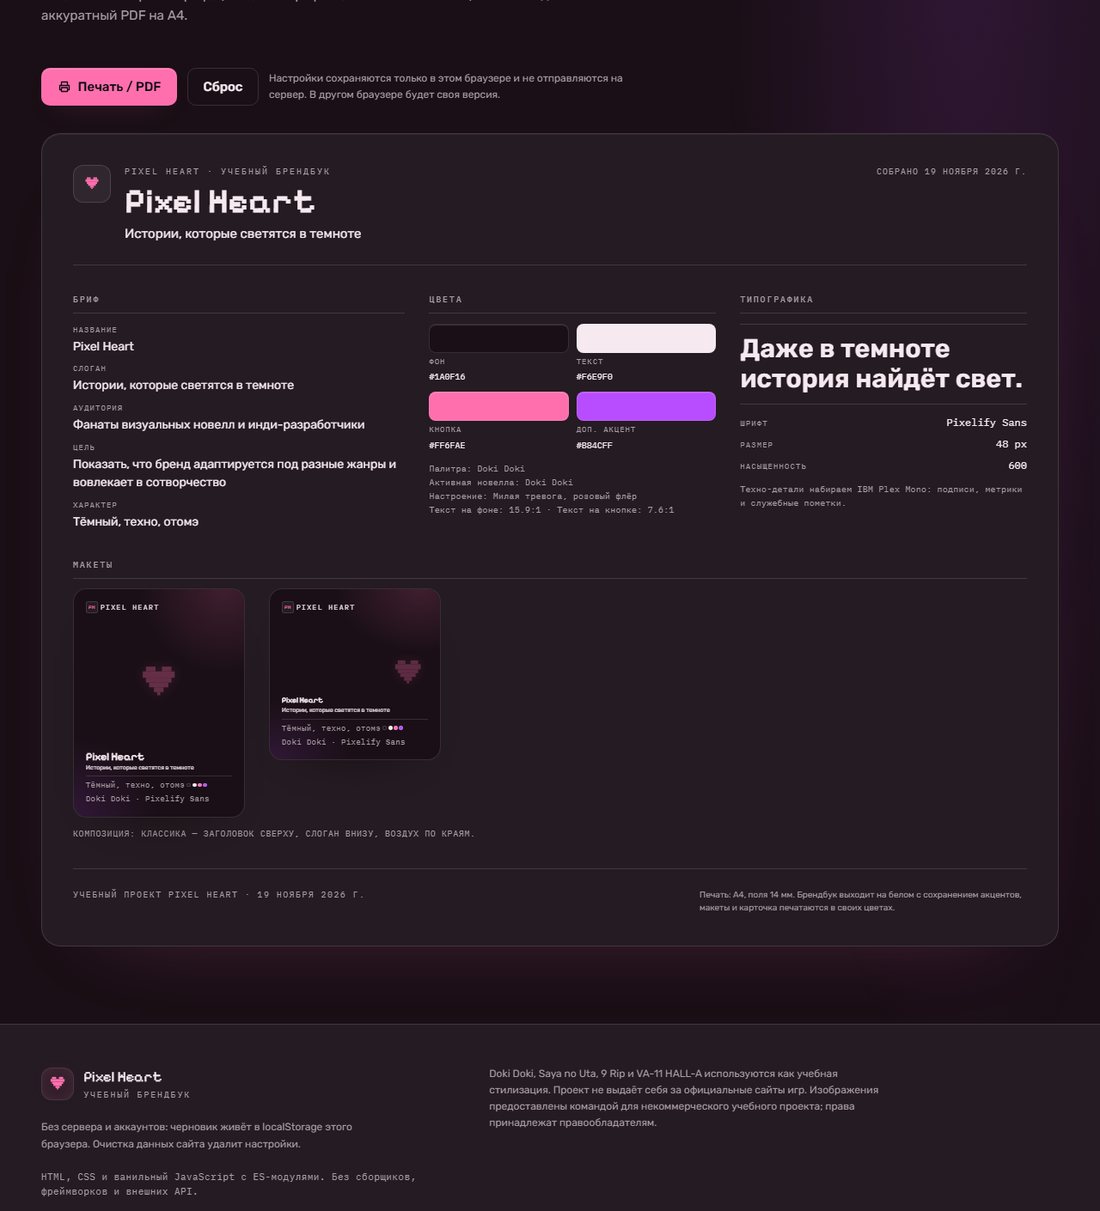 аккуратный PDF на A4.
Печать / PDF
Сброс
Настройки сохраняются только в этом браузере и не отправляются на
сервер. В другом браузере будет своя версия.
PIXEL HEART · УЧЕБНЫЙ БРЕНДБУК
СОБРАНО 19 НОЯБРЯ 2026 Г.
Pixel Heart
Истории, которые светятся в темноте
БРИФ
НАЗВАНИЕ
Pixel Heart
СЛОГАН
Истории, которые светятся в темноте
АУДИТОРИЯ
Фанаты визуальных новелл и инди-разработчики
ЦЕЛЬ
Показать, что бренд адаптируется под разные жанры и
вовлекает в сотворчество
ХАРАКТЕР
Тёмный, техно, отомэ
ЦВЕТА
ФОН
#1A0F16
ТЕКСТ
#F6E9F0
КНОПКА
#FF6FAE
ДОП. АКЦЕНТ
#B84CFF
Палитра: Doki Doki
Активная новелла: Doki Doki
Настроение: Милая тревога, розовый флёр
Текст на фоне: 15.9:1 · Текст на кнопке: 7.6:1
ТИПОГРАФИКА
Даже в темноте
история найдёт свет.
ШРИФТ Pixelify Sans
РАЗМЕР 48 px
НАСЫЩЕННОСТЬ 600
Техно-детали набираем IBM Plex Mono: подписи, метрики
и служебные пометки.
МАКЕТЫ
PH PIXEL HEART
Pixel Heart
Истории, которые светятся в темноте
Тёмный, техно, отомэ
Doki Doki · Pixelify Sans
PH PIXEL HEART
Pixel Heart
Истории, которые светятся в темноте
Тёмный, техно, отомэ
Doki Doki · Pixelify Sans
КОМПОЗИЦИЯ: КЛАССИКА — ЗАГОЛОВОК СВЕРХУ, СЛОГАН ВНИЗУ, ВОЗДУХ ПО КРАЯМ.
УЧЕБНЫЙ ПРОЕКТ PIXEL HEART · 19 НОЯБРЯ 2026 Г.
Печать: A4, поля 14 мм. Брендбук выходит на белом с сохранением акцентов,
макеты и карточка печатаются в своих цветах.
Pixel Heart
УЧЕБНЫЙ БРЕНДБУК
Без сервера и аккаунтов: черновик живёт в localStorage этого
браузера. Очистка данных сайта удалит настройки.
HTML, CSS и ванильный JavaScript с ES-модулями. Без сборщиков,
фреймворков и внешних API.
Doki Doki, Saya no Uta, 9 Rip и VA-11 HALL-A используются как учебная
стилизация. Проект не выдаёт себя за официальные сайты игр. Изображения
предоставлены командой для некоммерческого учебного проекта; права
принадлежат правообладателям.